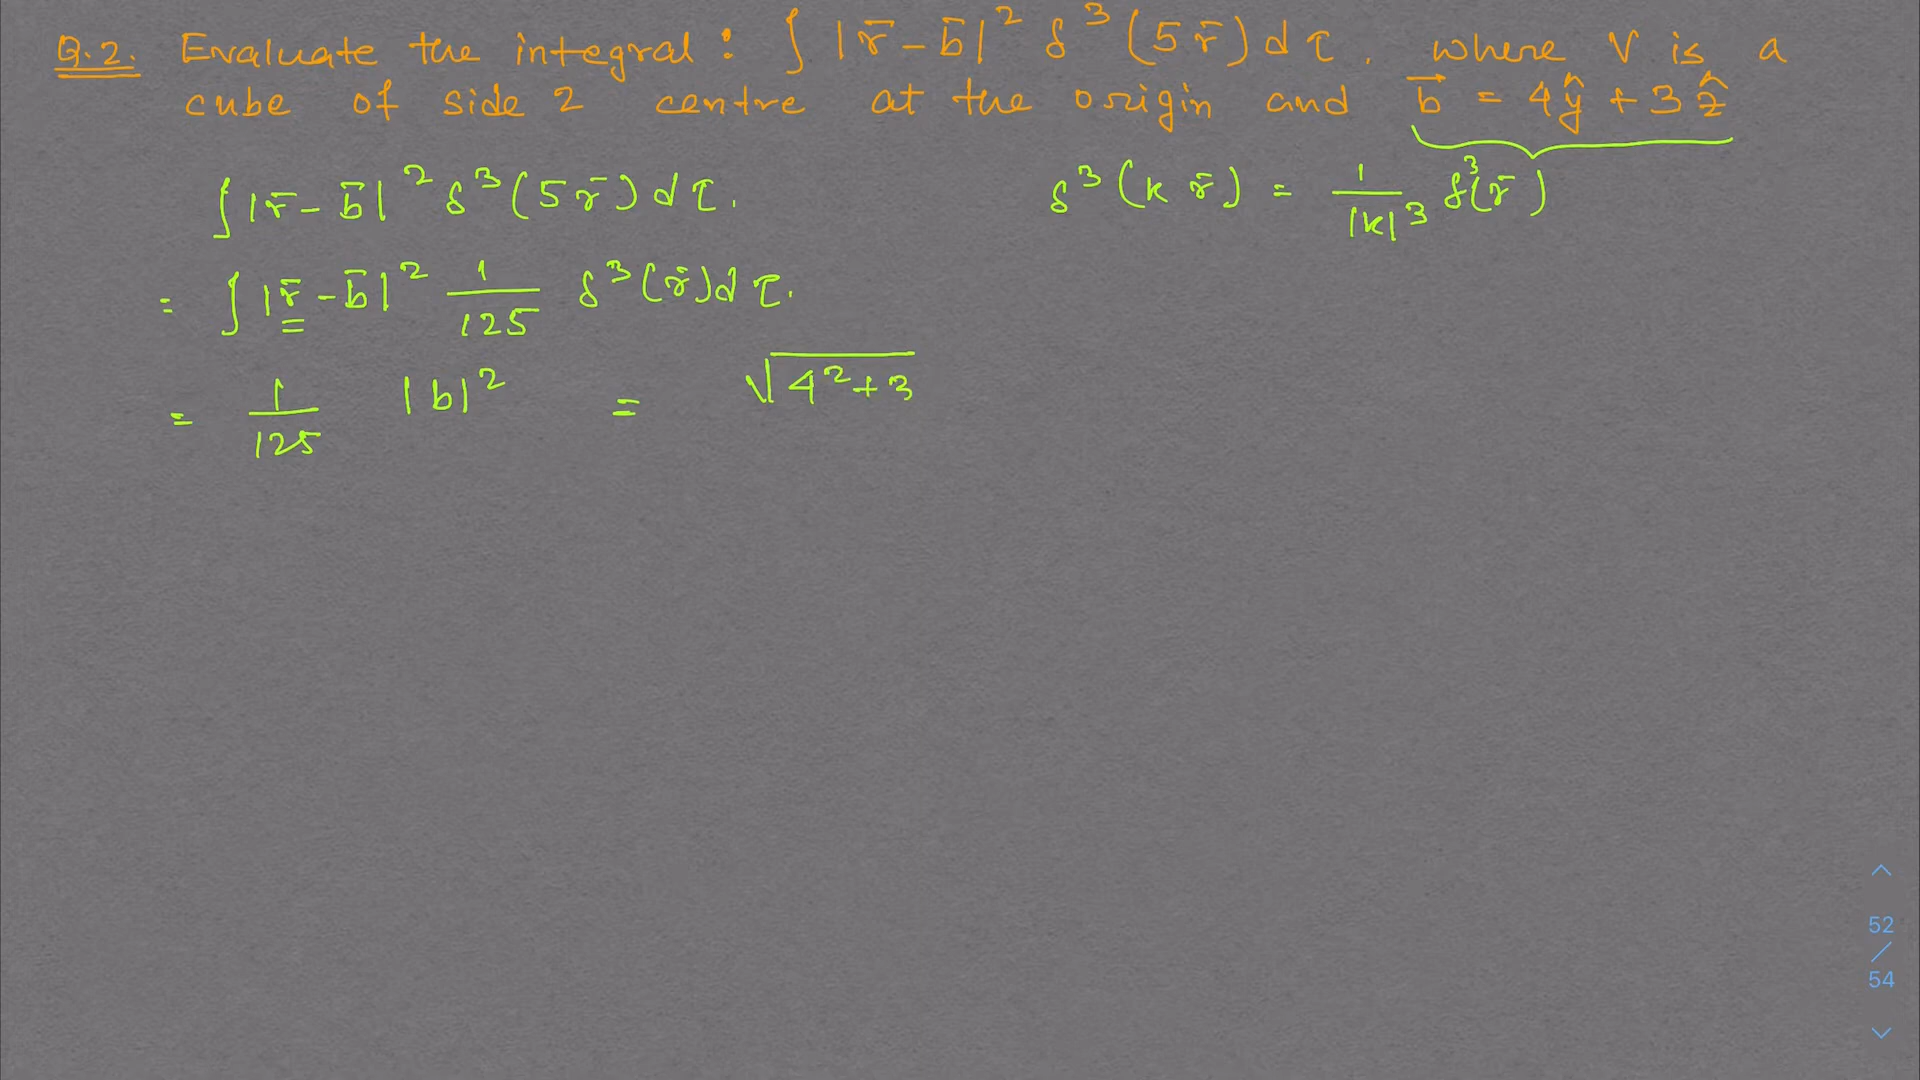 Q.2. Evaluate the integral : ∫ |r̄ - b̄|² δ³(5r̄) dτ, where V is a
cube of side 2 centre at the origin and b⃗ = 4ŷ + 3ẑ
∫ |r̄ - b̄|² δ³(5r̄) dτ.
δ³(k r̄) = 1/|k|³ δ³(r̄)
= ∫ |r̄ - b̄|² 1/125 δ³(r̄) dτ.
= 1/125 |b|² = √4²+3
52
/
54